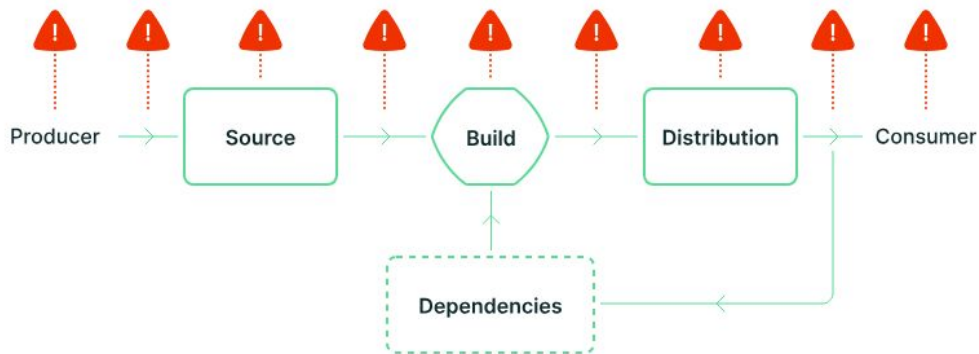 ! ! ! ! ! ! ! ! !
Producer Source Build Distribution Consumer
Dependencies